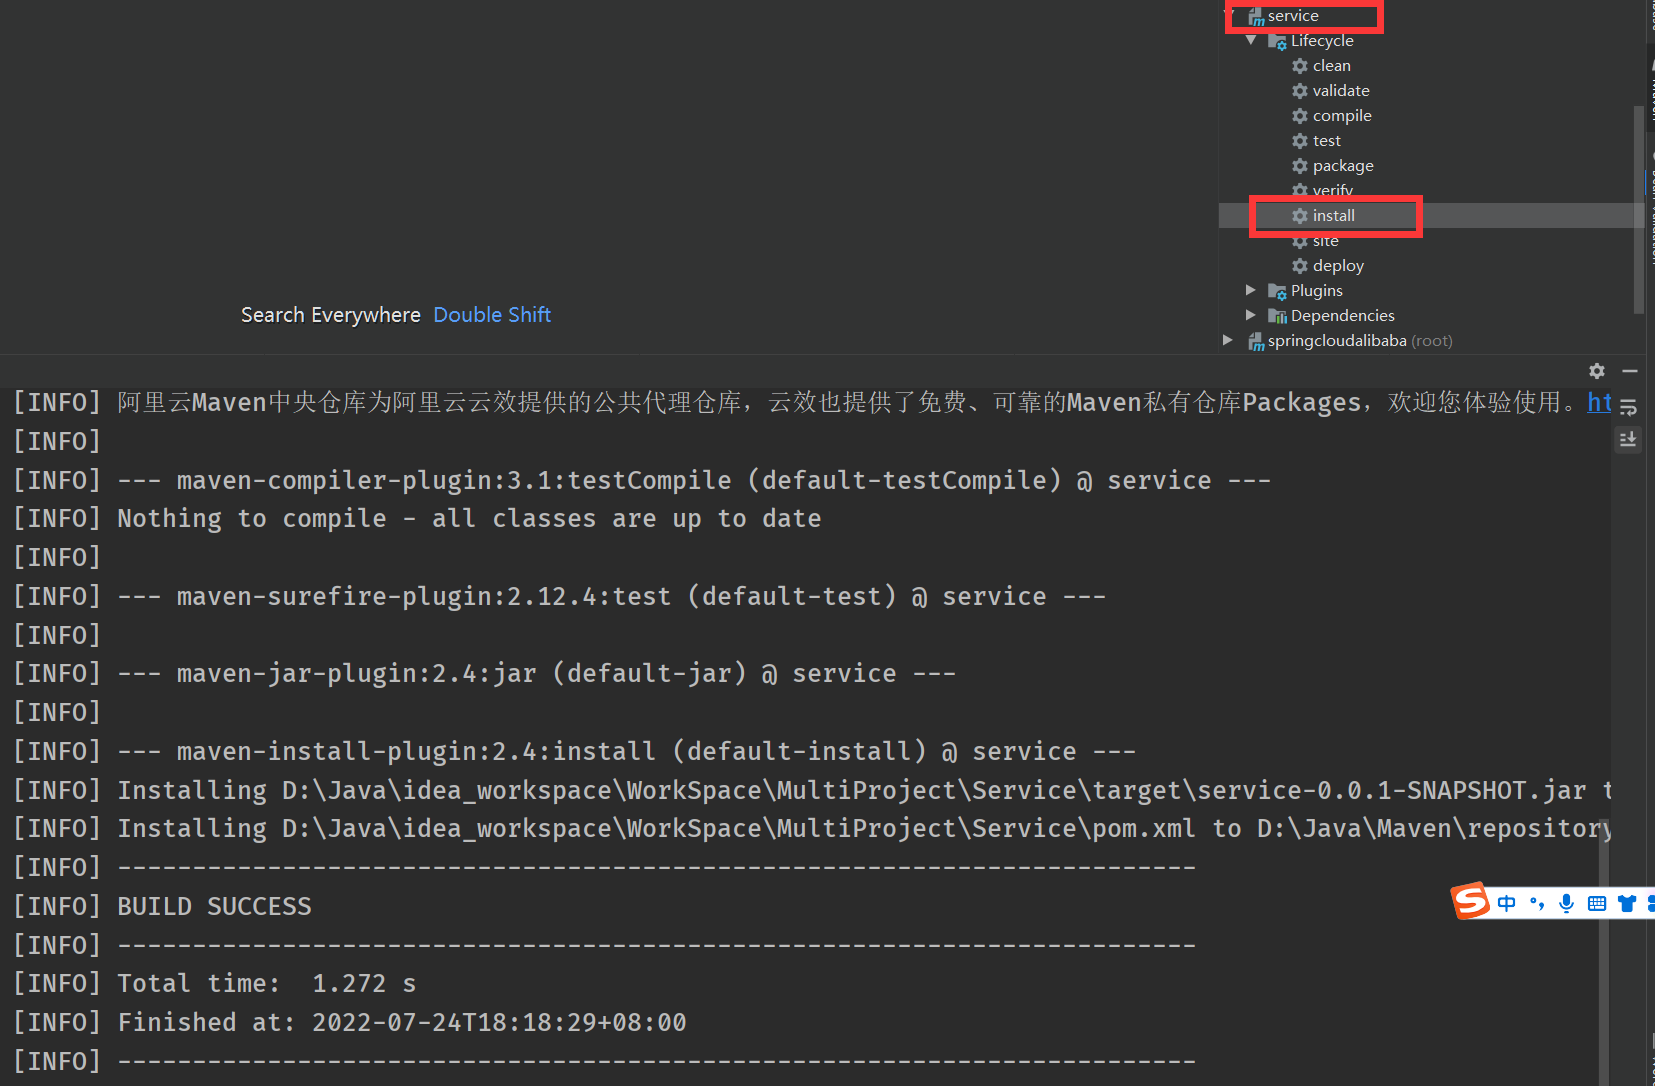 service
Lifecycle
clean
validate
compile
test
package
verify
install
site
deploy
Plugins
Dependencies
springcloudalibaba (root)
Search Everywhere Double Shift
[INFO] 阿里云Maven中央仓库为阿里云云效提供的公共代理仓库，云效也提供了免费、可靠的Maven私有仓库Packages，欢迎您体验使用。ht
[INFO]
[INFO] --- maven-compiler-plugin:3.1:testCompile (default-testCompile) @ service ---
[INFO] Nothing to compile - all classes are up to date
[INFO]
[INFO] --- maven-surefire-plugin:2.12.4:test (default-test) @ service ---
[INFO]
[INFO] --- maven-jar-plugin:2.4:jar (default-jar) @ service ---
[INFO]
[INFO] --- maven-install-plugin:2.4:install (default-install) @ service ---
[INFO] Installing D:\Java\idea_workspace\WorkSpace\MultiProject\Service\target\service-0.0.1-SNAPSHOT.jar t
[INFO] Installing D:\Java\idea_workspace\WorkSpace\MultiProject\Service\pom.xml to D:\Java\Maven\repository
[INFO] ------------------------------------------------------------------------
[INFO] BUILD SUCCESS
[INFO] ------------------------------------------------------------------------
[INFO] Total time:  1.272 s
[INFO] Finished at: 2022-07-24T18:18:29+08:00
[INFO] ------------------------------------------------------------------------
中